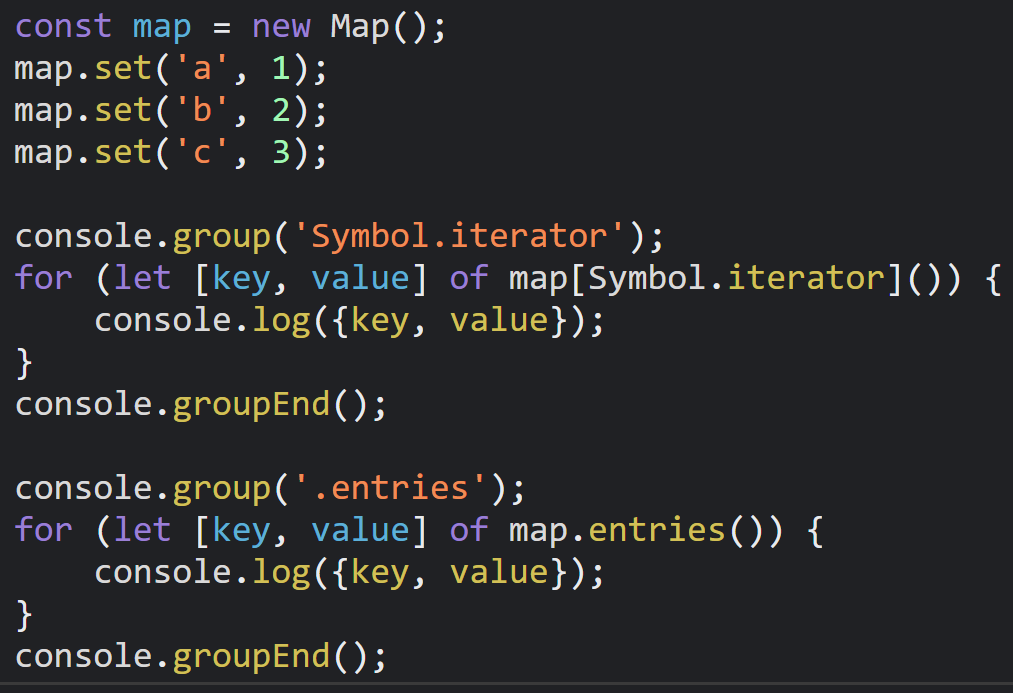 const map = new Map();
map.set('a', 1);
map.set('b', 2);
map.set('c', 3);

console.group('Symbol.iterator');
for (let [key, value] of map[Symbol.iterator]()) {
    console.log({key, value});
}
console.groupEnd();

console.group('.entries');
for (let [key, value] of map.entries()) {
    console.log({key, value});
}
console.groupEnd();